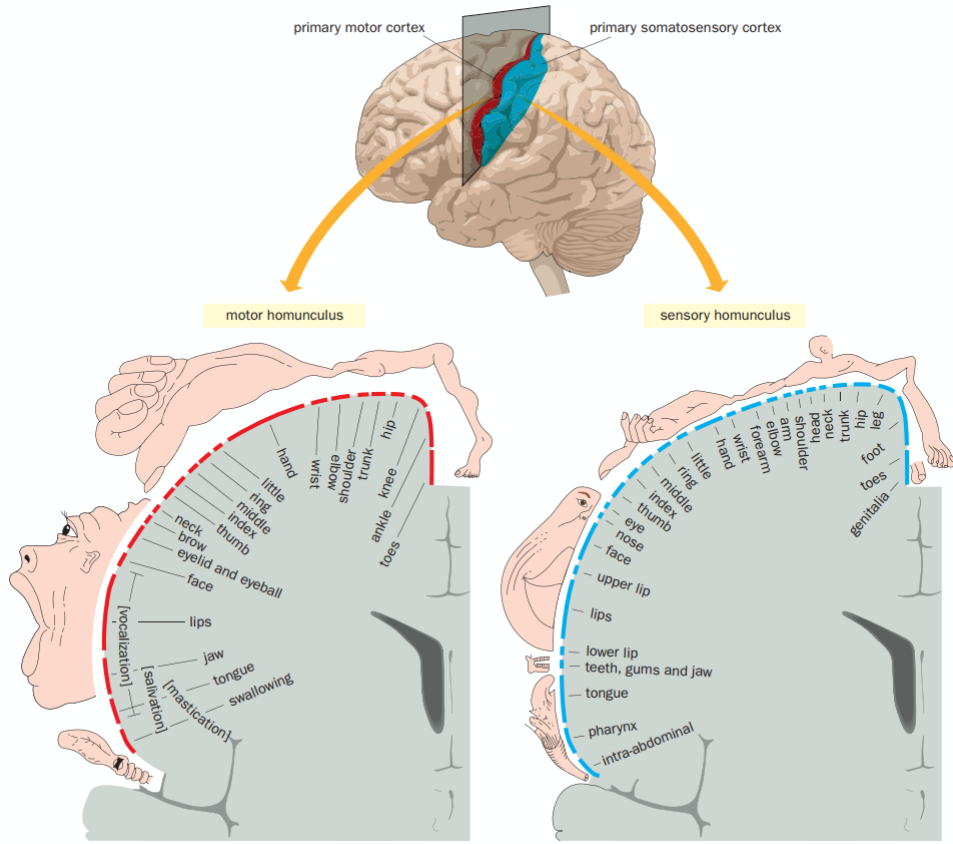 primary motor cortex
primary somatosensory cortex
motor homunculus
sensory homunculus
toes
ankle
knee
hip
trunk
shoulder
elbow
wrist
hand
little
ring
middle
index
thumb
neck
brow
eyelid and eyeball
face
[vocalization]
lips
jaw
tongue
swallowing
[salivation]
[mastication]
genitalia
toes
foot
leg
hip
trunk
neck
head
shoulder
arm
elbow
forearm
wrist
hand
little
ring
middle
index
thumb
eye
nose
face
upper lip
lips
lower lip
teeth, gums and jaw
tongue
pharynx
intra-abdominal